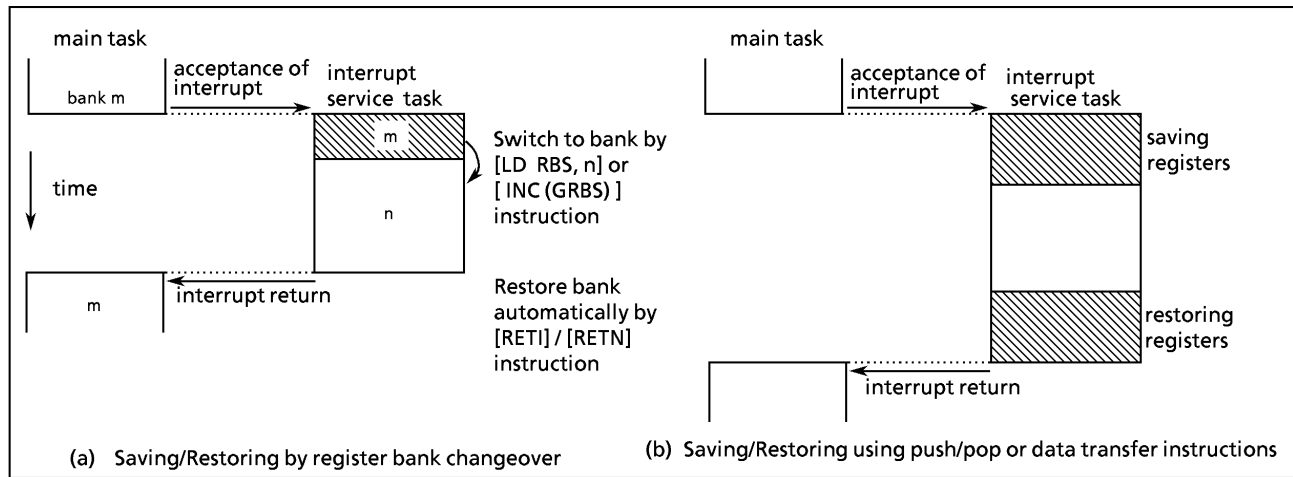 main task
acceptance of
interrupt
interrupt
service task
bank m
m
Switch to bank by
[LD RBS, n] or
[ INC (GRBS) ]
instruction
time
n
interrupt return
m
Restore bank
automatically by
[RETI] / [RETN]
instruction
(a) Saving/Restoring by register bank changeover
main task
acceptance of
interrupt
interrupt
service task
saving
registers
restoring
registers
interrupt return
(b) Saving/Restoring using push/pop or data transfer instructions